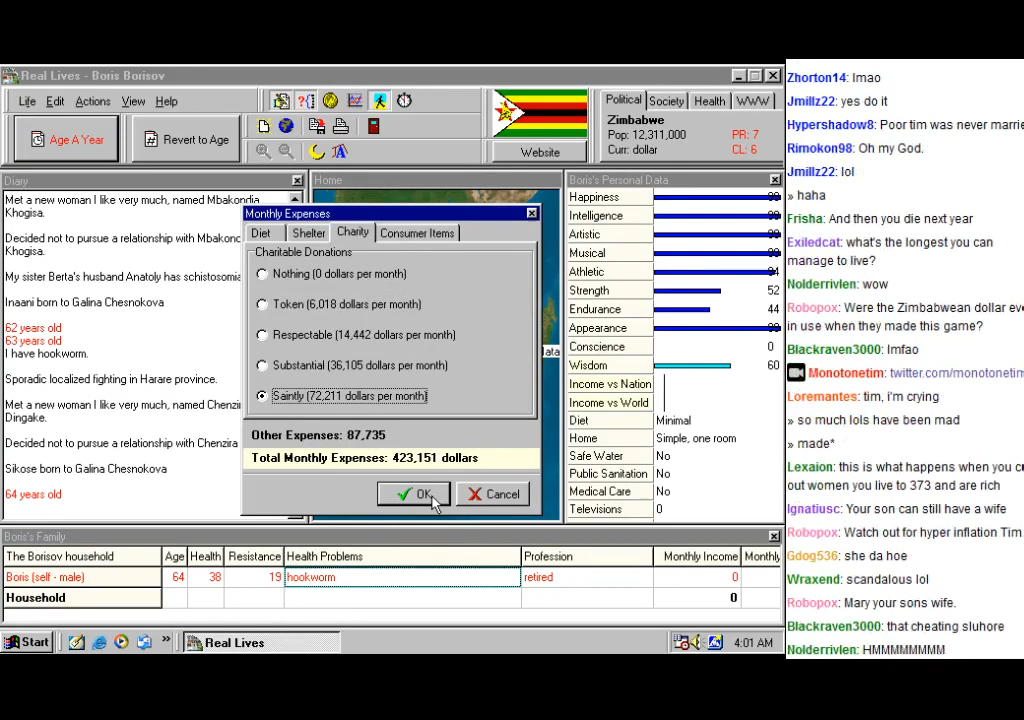 Real Lives - Boris Borisov
Life Edit Actions View Help
Age A Year
Revert to Age
Website
Political Society Health WWW
Zimbabwe
Pop: 12,311,000 PR: 7
Curr: dollar CL: 6
Diary
Met a new woman I like very much, named Mbakondja
Khogisa.
Decided not to pursue a relationship with Mbakond
Khogisa.
My sister Berta's husband Anatoly has schistosomia
Inaani born to Galina Chesnokova
62 years old
63 years old
I have hookworm.
Sporadic localized fighting in Harare province.
Met a new woman I like very much, named Chenzir
Dingake.
Decided not to pursue a relationship with Chenzira
Sikose born to Galina Chesnokova
64 years old
Home
Monthly Expenses
Diet Shelter Charity Consumer Items
Charitable Donations
Nothing (0 dollars per month)
Token (6,018 dollars per month)
Respectable (14,442 dollars per month)
Substantial (36,105 dollars per month)
Saintly (72,211 dollars per month)
Other Expenses: 87,735
Total Monthly Expenses: 423,151 dollars
OK Cancel
Boris's Personal Data
Happiness 99
Intelligence 99
Artistic 99
Musical 99
Athletic 94
Strength 52
Endurance 44
Appearance 99
Conscience 0
Wisdom 60
Income vs Nation
Income vs World
Diet Minimal
Home Simple, one room
Safe Water No
Public Sanitation No
Medical Care No
Televisions 0
Boris's Family
The Borisov household Age Health Resistance Health Problems Profession Monthly Income Monthly
Boris (self - male) 64 38 19 hookworm retired 0
Household 0
Start » Real Lives 4:01 AM
Zhorton14: lmao
Jmillz22: yes do it
Hypershadow8: Poor tim was never marrie
Rimokon98: Oh my God.
Jmillz22: lol
» haha
Frisha: And then you die next year
Exiledcat: what's the longest you can
manage to live?
Nolderrivlen: wow
Robopox: Were the Zimbabwean dollar eve
in use when they made this game?
Blackraven3000: lmfao
Monotonetim: twitter.com/monotonetim
Loremantes: tim, i'm crying
» so much lols have been mad
» made*
Lexaion: this is what happens when you cu
out women you live to 373 and are rich
Ignatiusc: Your son can still have a wife
Robopox: Watch out for hyper inflation Tim
Gdog536: she da hoe
Wraxend: scandalous lol
Robopox: Mary your sons wife.
Blackraven3000: that cheating sluhore
Nolderrivlen: HMMMMMMMM